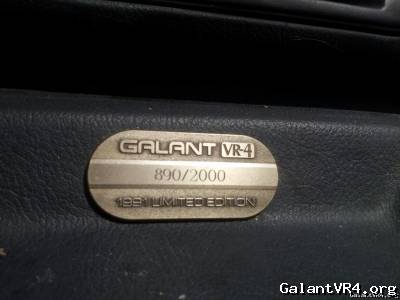 GALANT VR-4
890/2000
1991 LIMITED EDITION
GalantVR4.org